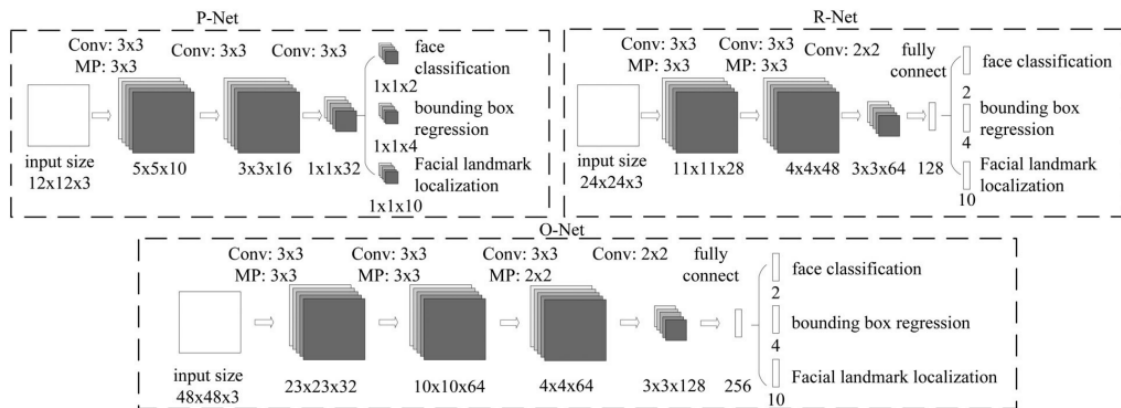 P-Net
Conv: 3x3
MP: 3x3
Conv: 3x3
Conv: 3x3
face
classification
1x1x2
bounding box
regression
1x1x4
Facial landmark
localization
1x1x10
input size
12x12x3
5x5x10
3x3x16
1x1x32
R-Net
Conv: 3x3
MP: 3x3
Conv: 3x3
MP: 3x3
Conv: 2x2
fully
connect
face classification
2
bounding box
regression
4
Facial landmark
localization
10
input size
24x24x3
11x11x28
4x4x48
3x3x64
128
O-Net
Conv: 3x3
MP: 3x3
Conv: 3x3
MP: 3x3
Conv: 3x3
MP: 2x2
Conv: 2x2
fully
connect
face classification
2
bounding box regression
4
Facial landmark localization
10
input size
48x48x3
23x23x32
10x10x64
4x4x64
3x3x128
256